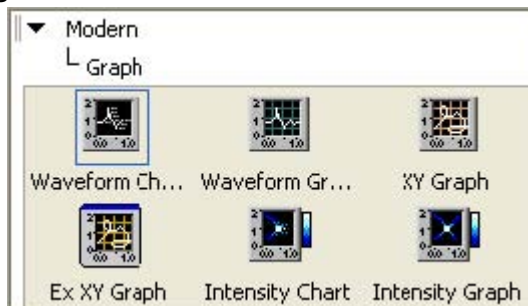 Modern
Graph
Waveform Ch... Waveform Gr... XY Graph
Ex XY Graph Intensity Chart Intensity Graph